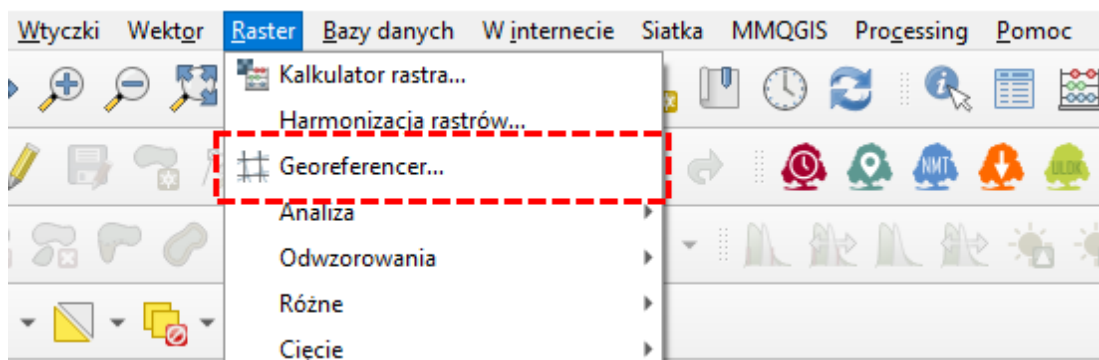 Wtyczki Wektor Raster Bazy danych W internecie Siatka MMQGIS Processing Pomoc
Kalkulator rastra...
Harmonizacja rastrów...
Georeferencer...
NMT
ULDK
Analiza
Odwzorowania
Różne
Cięcie